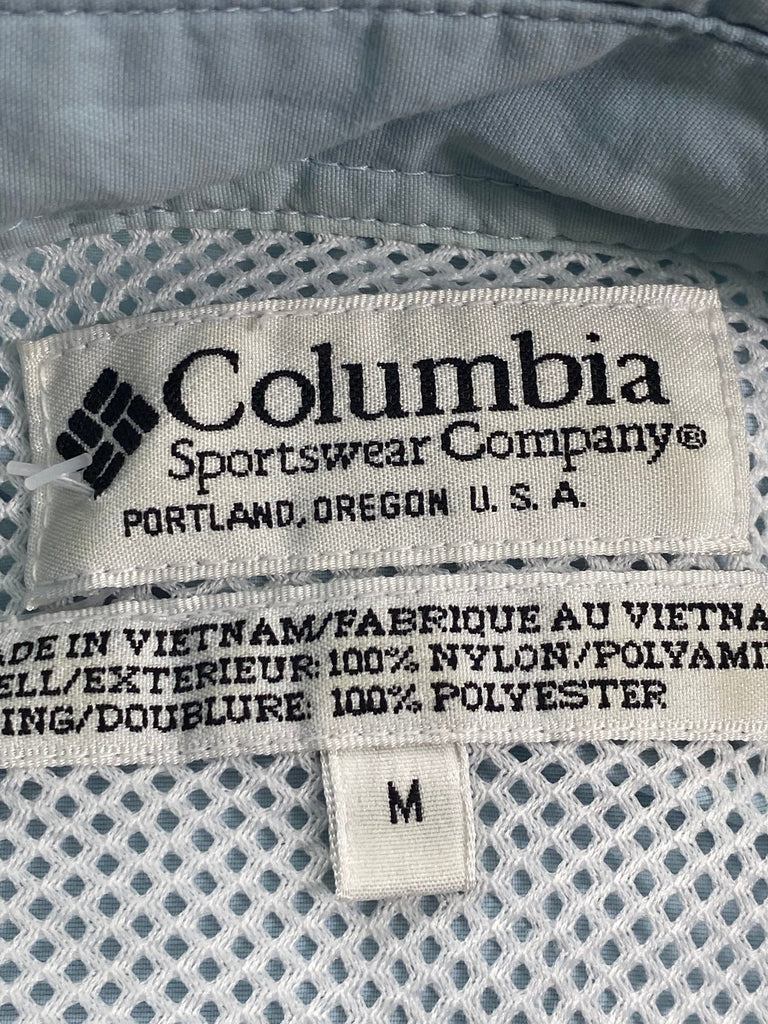 Columbia
Sportswear Company®
PORTLAND, OREGON U. S. A.
ADE IN VIETNAM/FABRIQUE AU VIETNA
ELL/EXTERIEUR: 100% NYLON/POLYAMI
ING/DOUBLURE: 100% POLYESTER
M